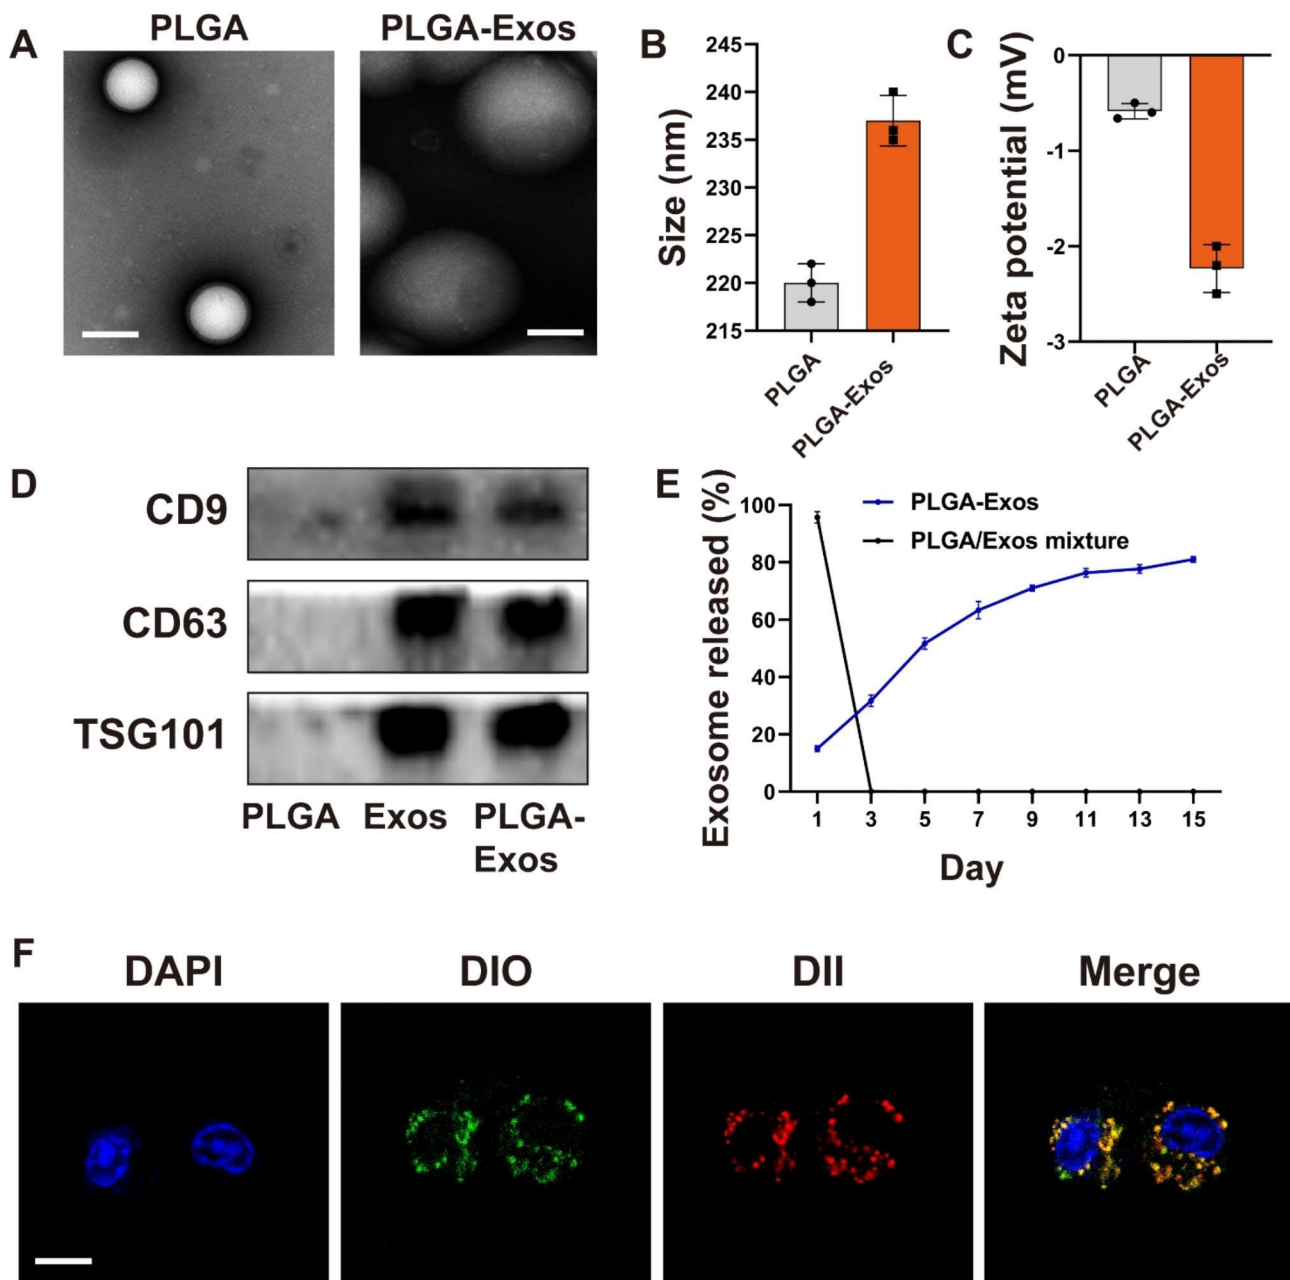 A
PLGA
PLGA-Exos
B
Size (nm)
245
240
235
230
225
220
215
PLGA
PLGA-Exos
C
Zeta potential (mV)
0
-1
-2
-3
PLGA
PLGA-Exos
D
CD9
CD63
TSG101
PLGA
Exos
PLGA-
Exos
E
Exosome released (%)
100
80
60
40
20
0
PLGA-Exos
PLGA/Exos mixture
1 3 5 7 9 11 13 15
Day
F
DAPI
DIO
DII
Merge